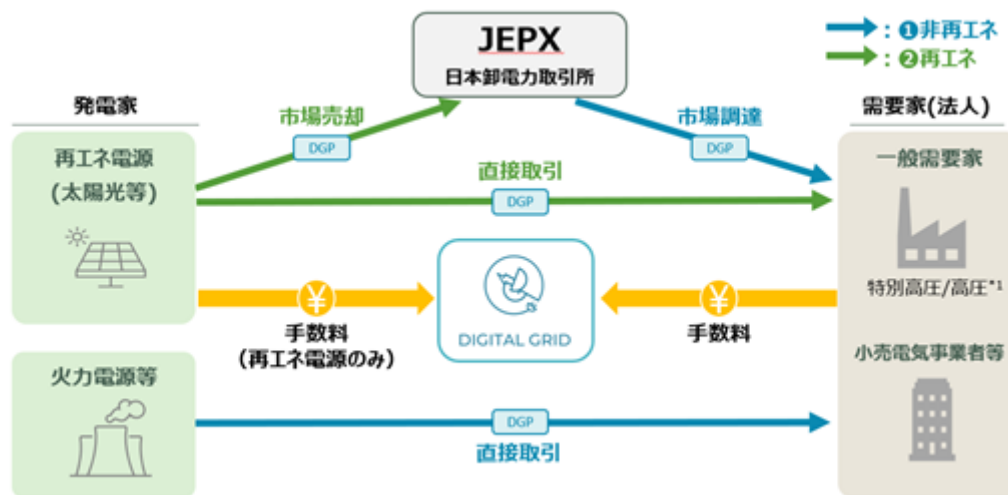 JEPX
日本卸電力取引所
:❶非再エネ
:❷再エネ
発電家
需要家(法人)
市場売却
DGP
市場調達
DGP
再エネ電源
(太陽光等)
一般需要家
直接取引
DGP
特別高圧/高圧*1
¥
手数料
(再エネ電源のみ)
DIGITAL GRID
¥
手数料
火力電源等
小売電気事業者等
DGP
直接取引